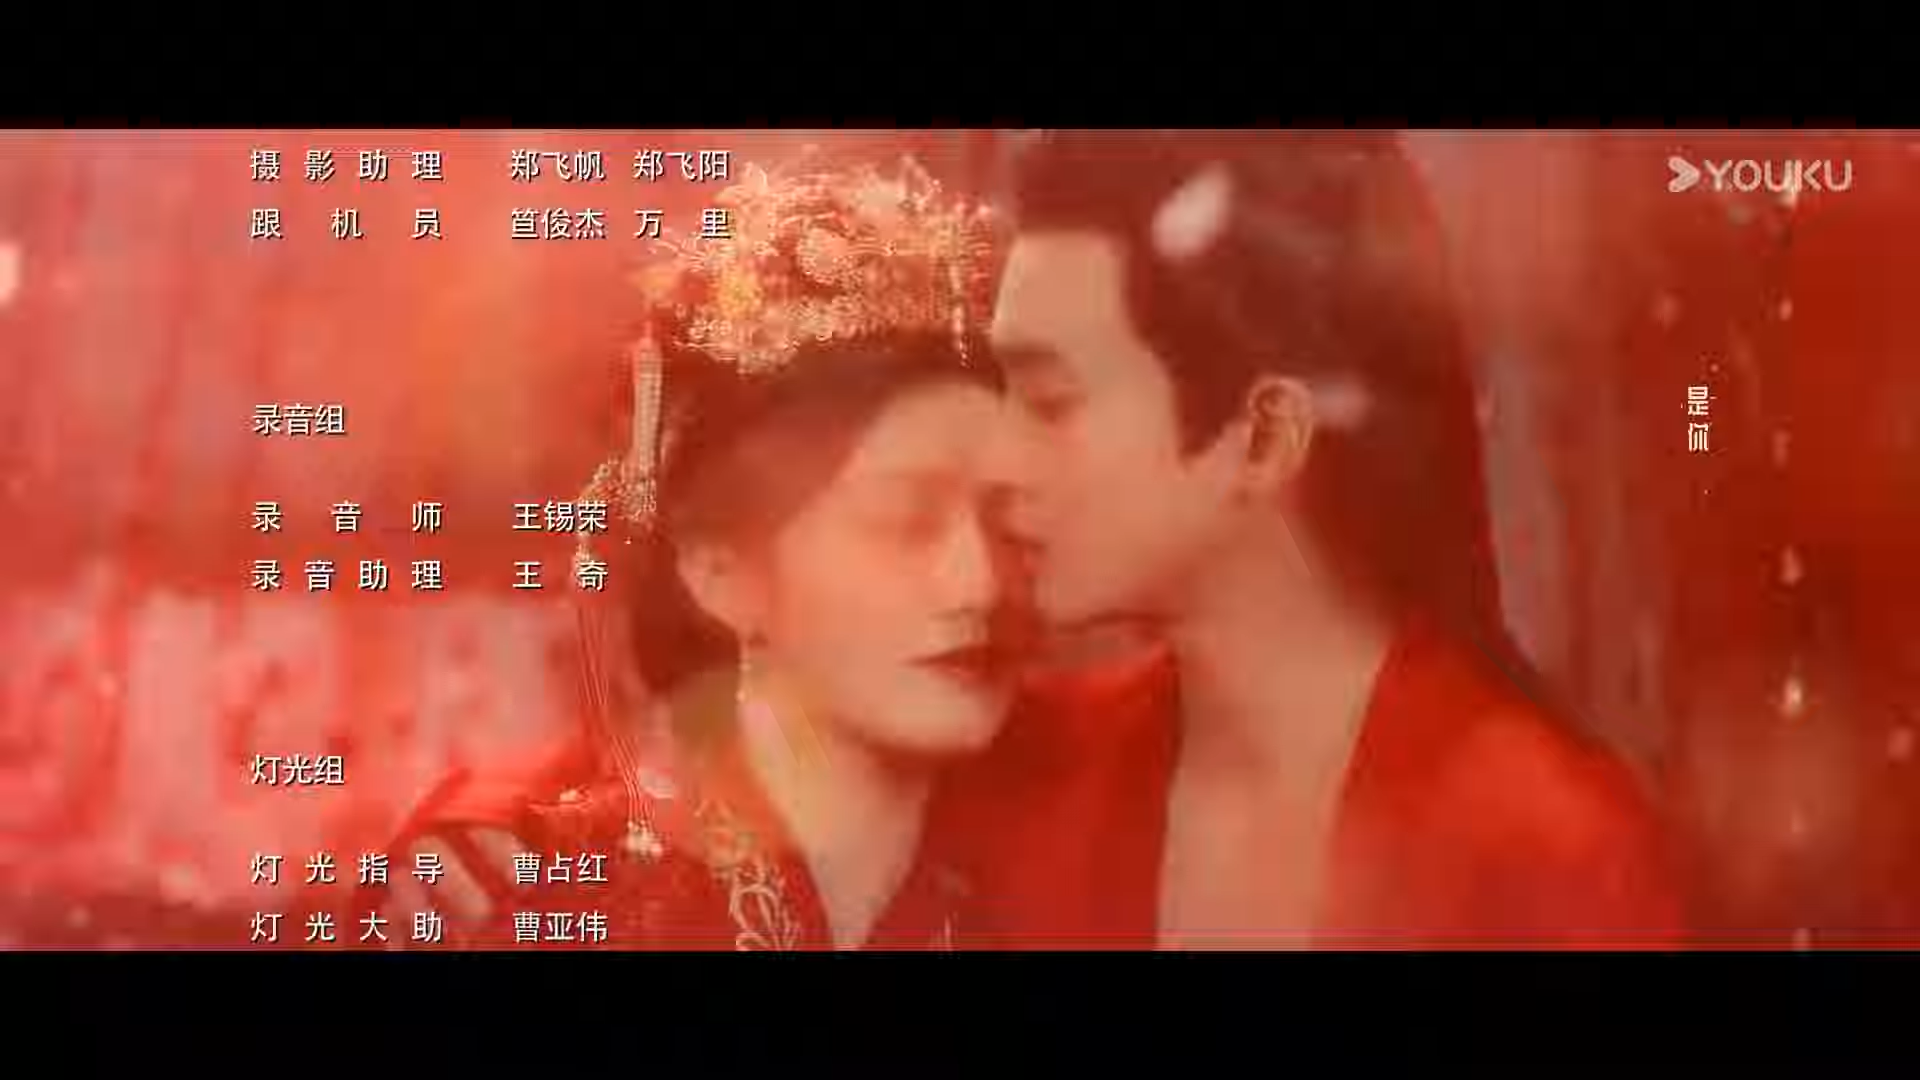 摄影助理 郑飞帆 郑飞阳
跟机员 笪俊杰 万里
YOUKU
录音组
是你
录音师 王锡荣
录音助理 王奇
灯光组
灯光指导 曹占红
灯光大助 曹亚伟